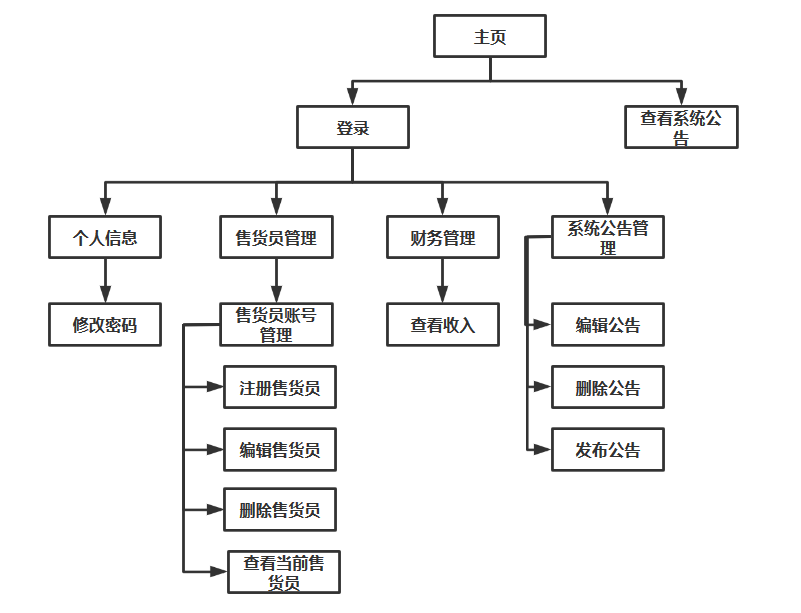 主页
登录
查看系统公
告
个人信息
售货员管理
财务管理
系统公告管
理
修改密码
售货员账号
管理
查看收入
编辑公告
注册售货员
删除公告
编辑售货员
发布公告
删除售货员
查看当前售
货员